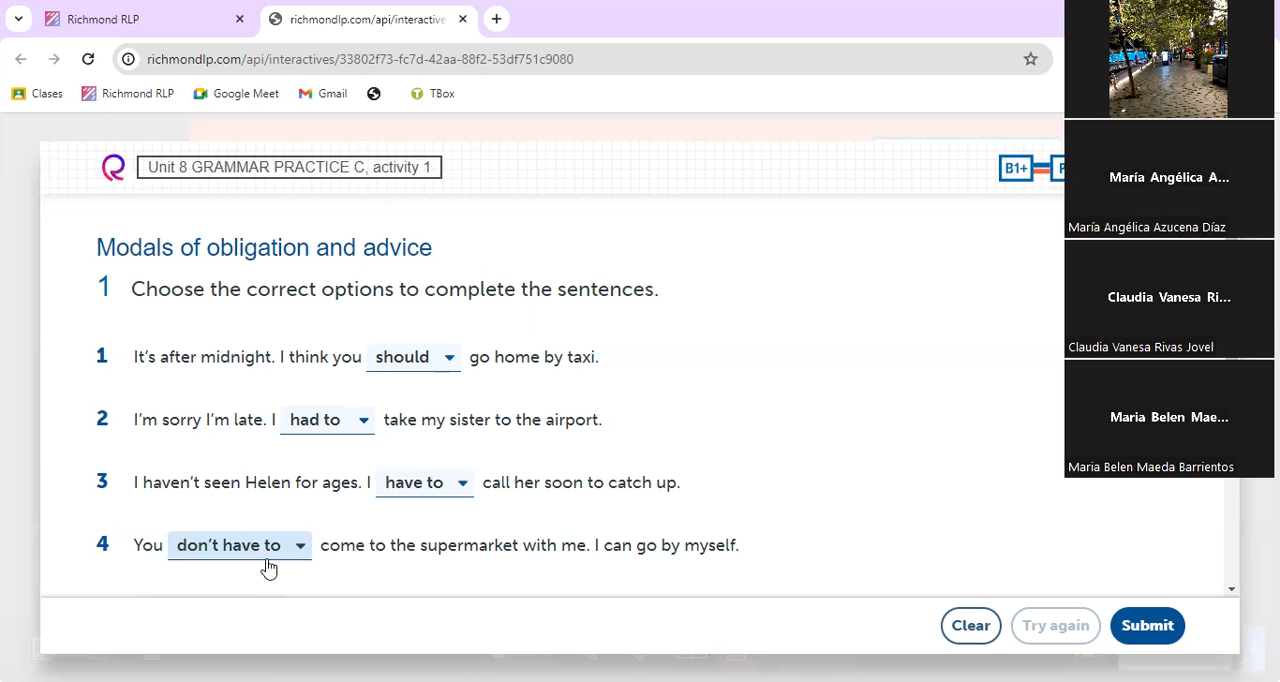 Richmond RLP
richmondlp.com/api/interactive
richmondlp.com/api/interactives/33802f73-fc7d-42aa-88f2-53df751c9080
Clases Richmond RLP Google Meet Gmail TBox
Unit 8 GRAMMAR PRACTICE C, activity 1
B1+ P
Modals of obligation and advice
1 Choose the correct options to complete the sentences.
1 It's after midnight. I think you should go home by taxi.
2 I'm sorry I'm late. I had to take my sister to the airport.
3 I haven't seen Helen for ages. I have to call her soon to catch up.
4 You don't have to come to the supermarket with me. I can go by myself.
Clear Try again Submit
María Angélica A...
María Angélica Azucena Díaz
Claudia Vanesa Ri...
Claudia Vanesa Rivas Jovel
Maria Belen Mae...
Maria Belen Maeda Barrientos